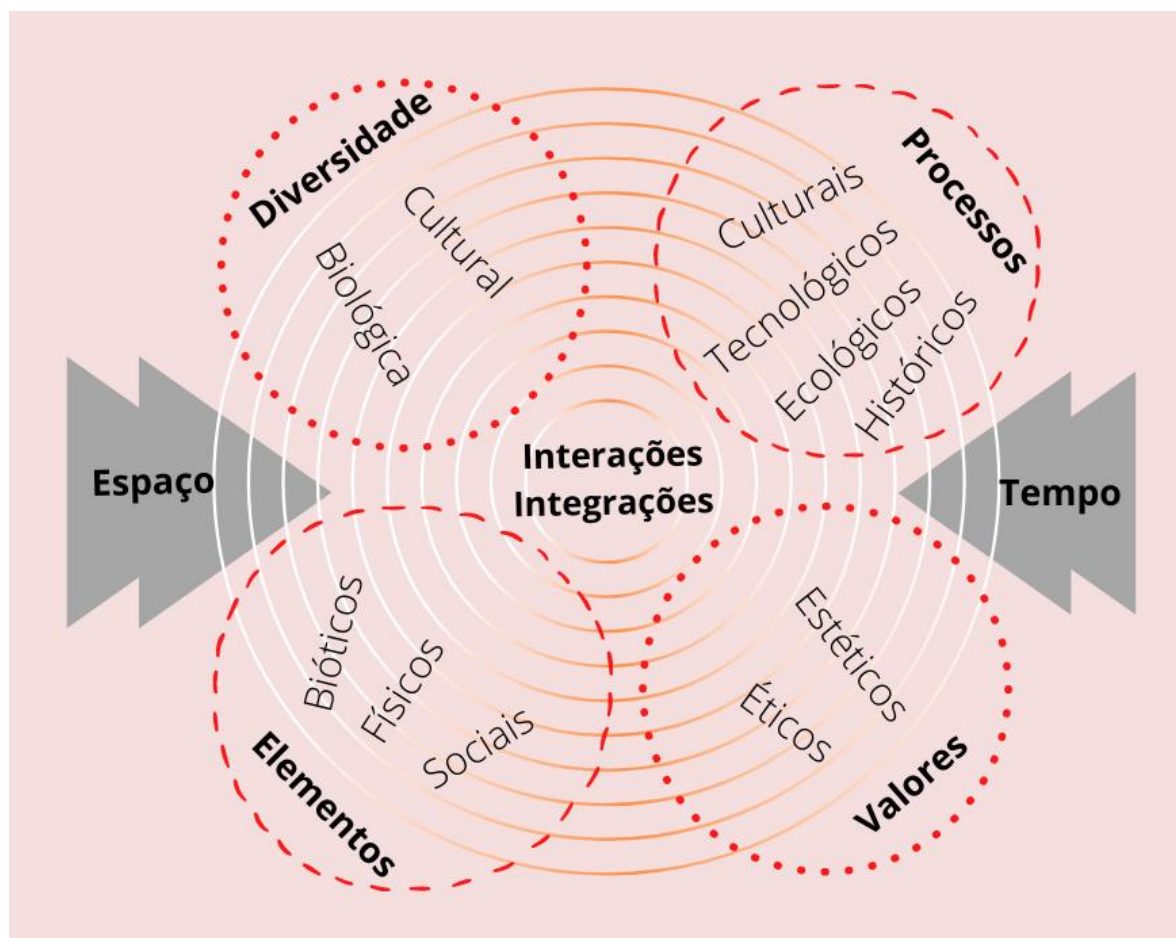 Diversidade
Cultural
Biológica
Processos
Culturais
Tecnológicos
Ecológicos
Históricos
Espaço
Interações
Integrações
Tempo
Elementos
Bióticos
Físicos
Sociais
Valores
Estéticos
Éticos